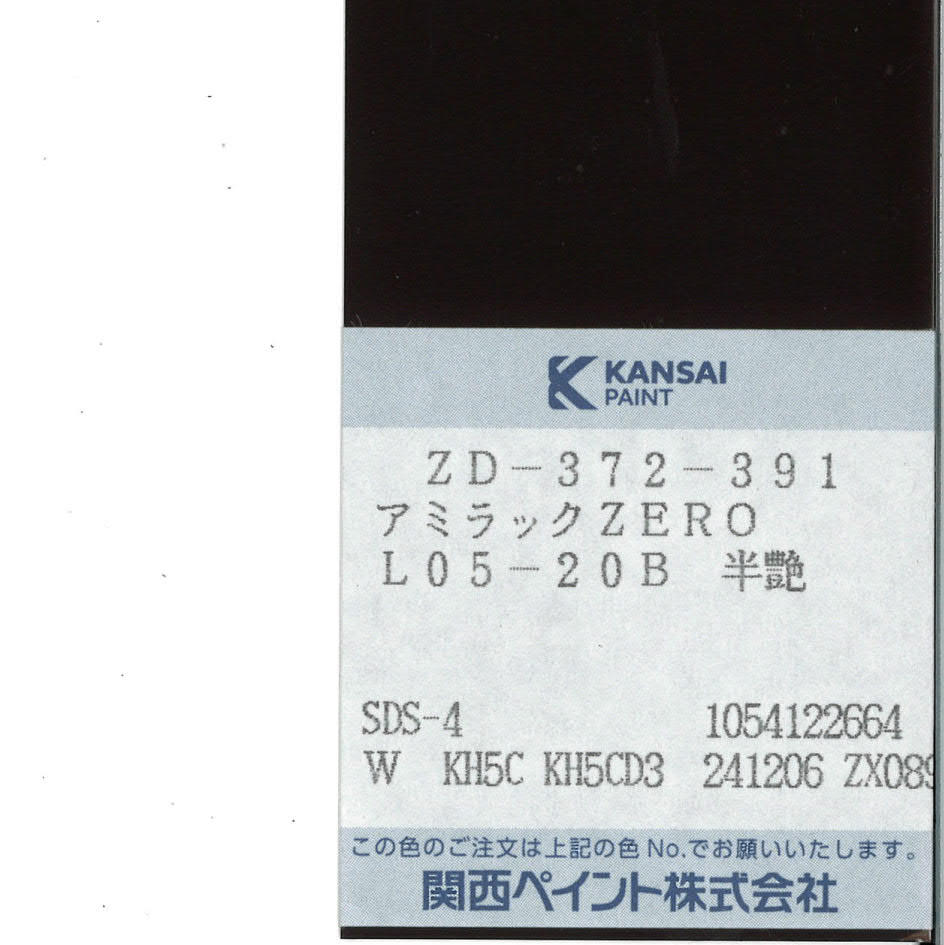 KANSAI
PAINT
ZD-372-391
アミラックZERO
L05-20B 半艶
SDS-4 1054122664
W KH5C KH5CD3 241206 ZX089
この色のご注文は上記の色No.でお願いいたします。
関西ペイント株式会社